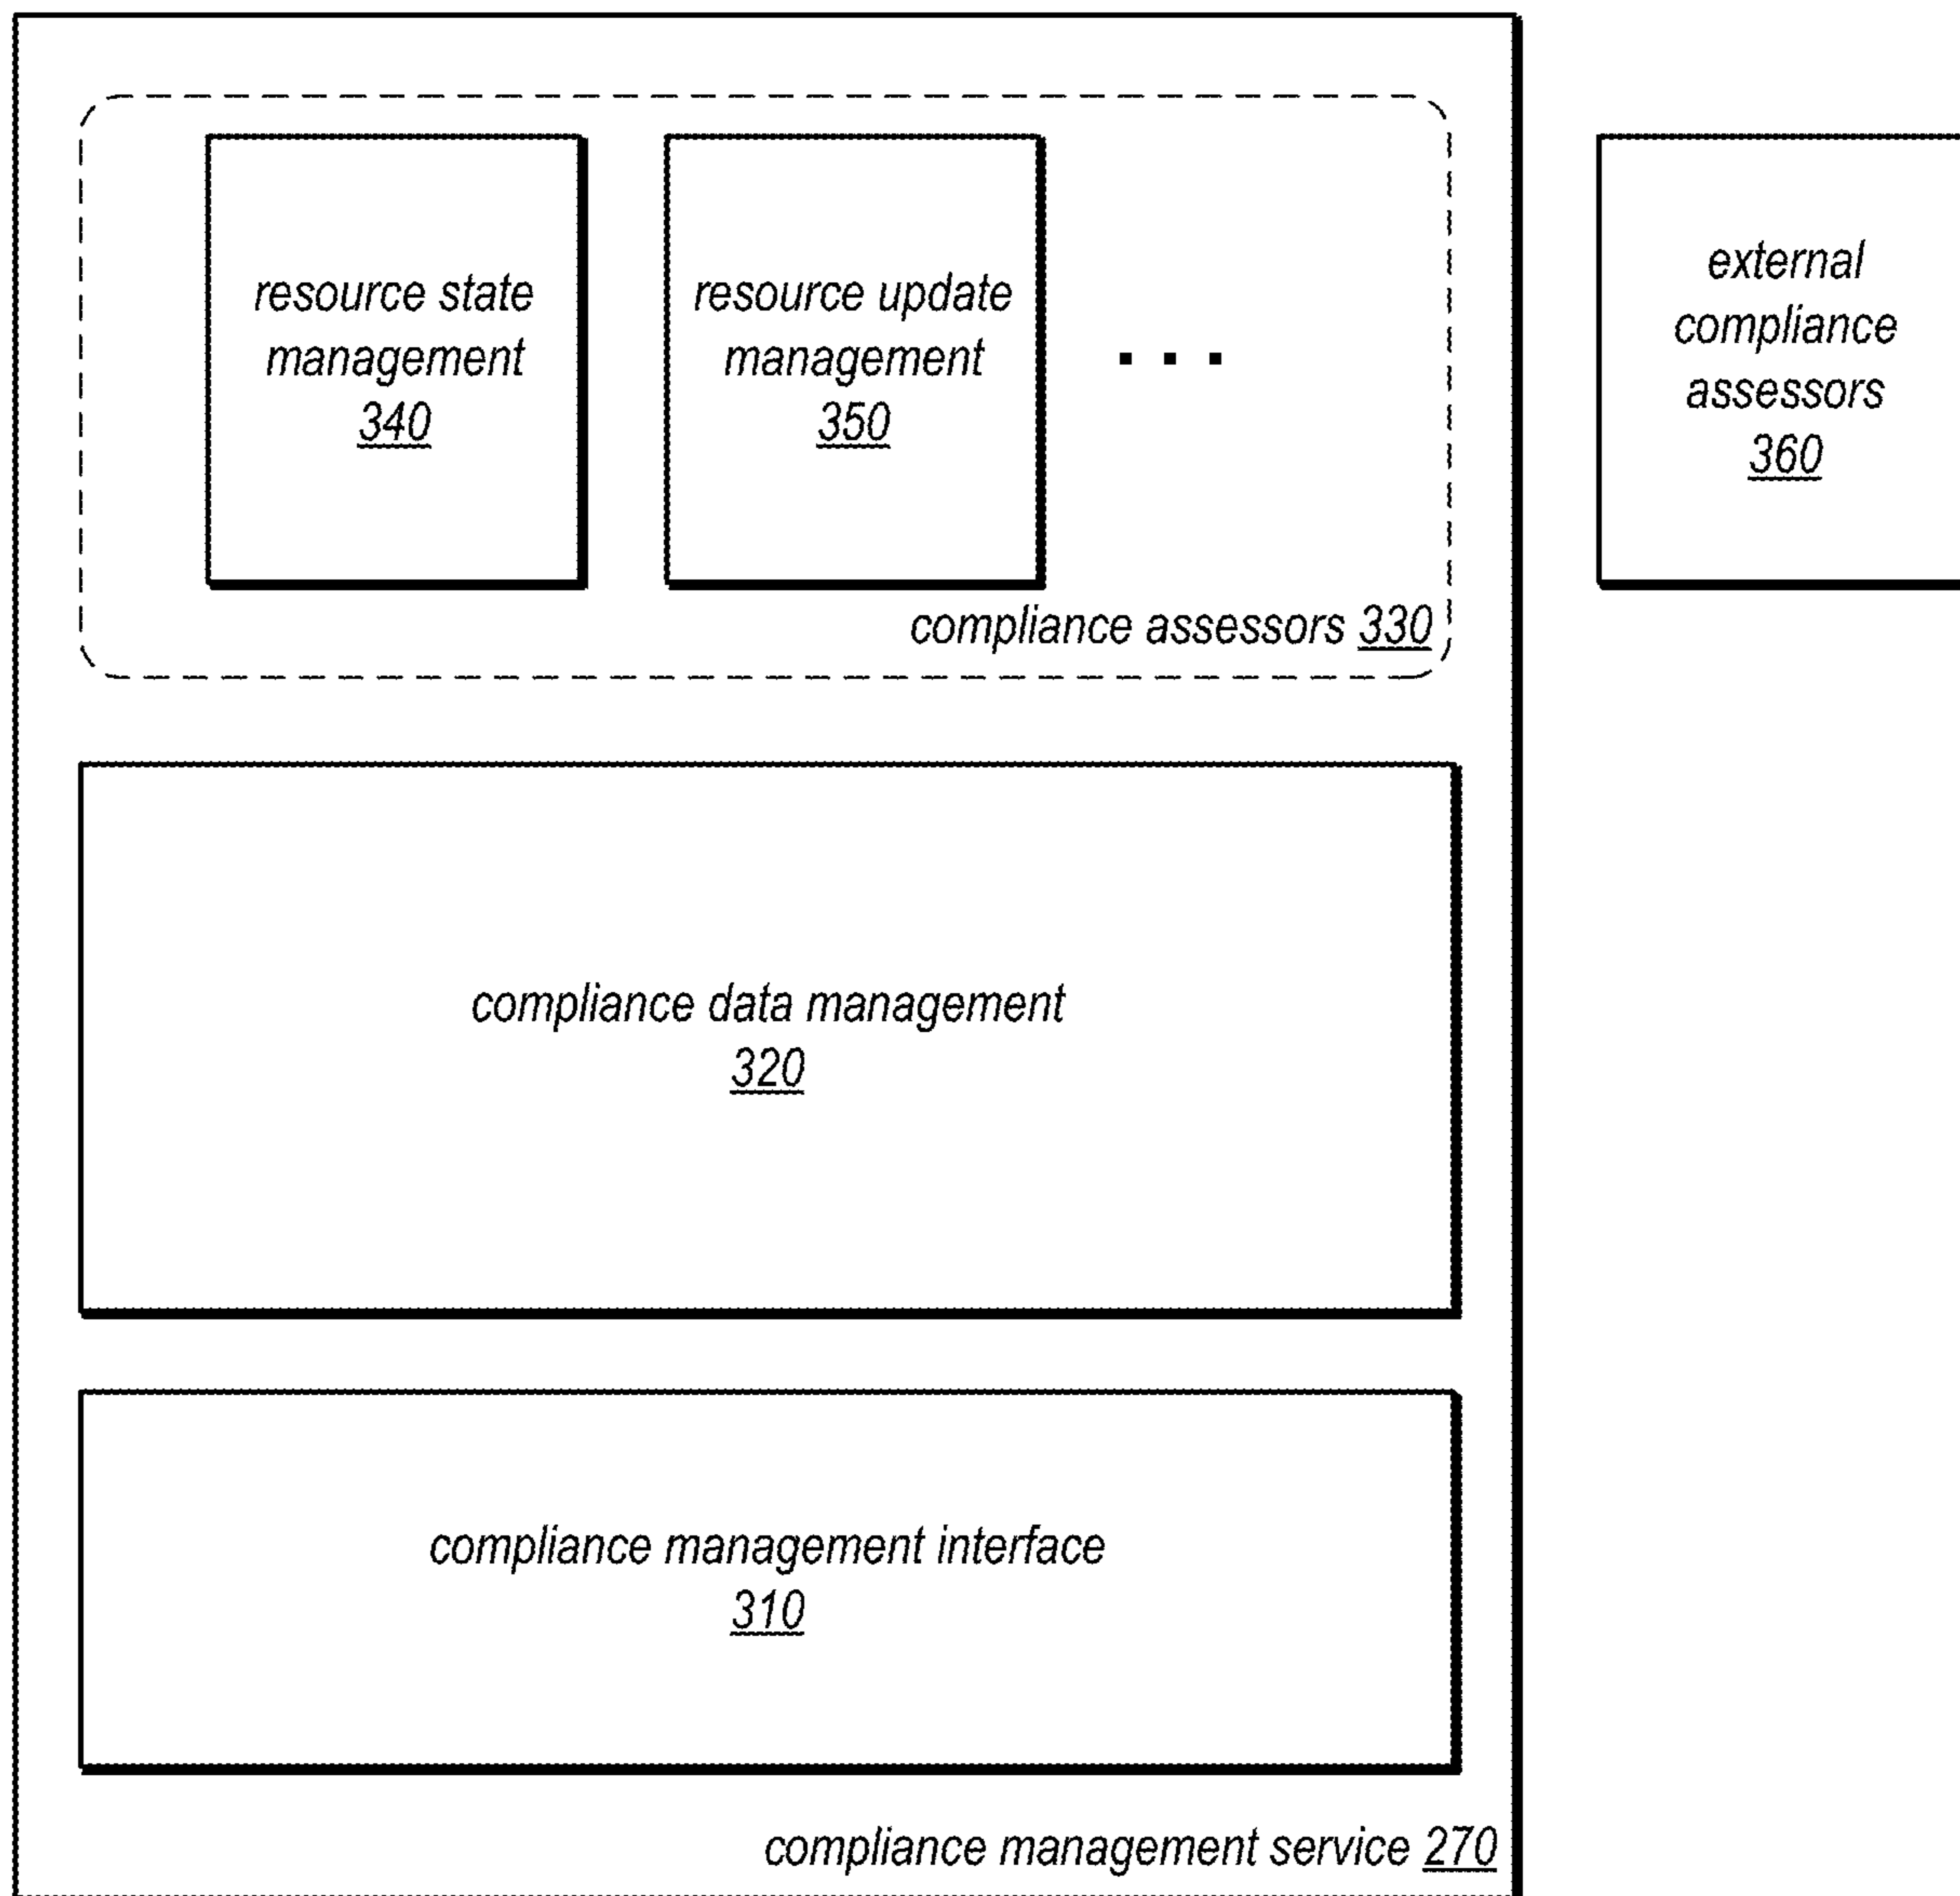 resource state
management
340
resource update
management
350
. . .
external
compliance
assessors
360
compliance assessors 330
compliance data management
320
compliance management interface
310
compliance management service 270